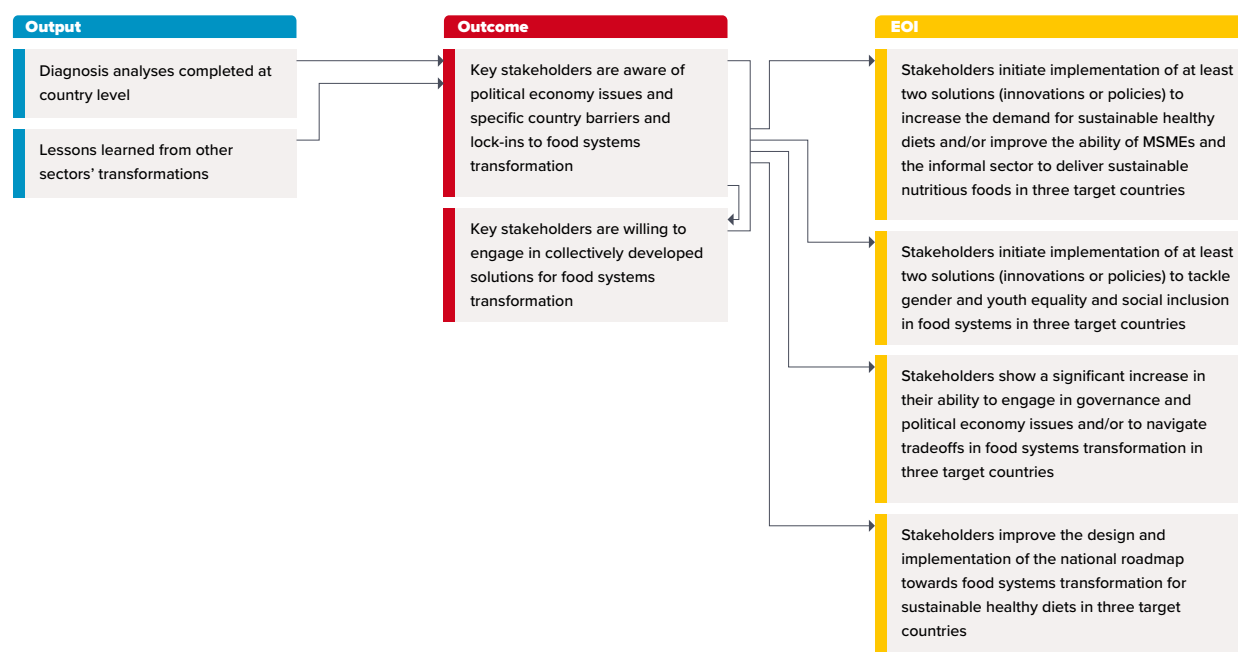 Output
Diagnosis analyses completed at
country level
Lessons learned from other
sectors’ transformations
Outcome
Key stakeholders are aware of
political economy issues and
specific country barriers and
lock-ins to food systems
transformation
Key stakeholders are willing to
engage in collectively developed
solutions for food systems
transformation
EOI
Stakeholders initiate implementation of at least
two solutions (innovations or policies) to
increase the demand for sustainable healthy
diets and/or improve the ability of MSMEs and
the informal sector to deliver sustainable
nutritious foods in three target countries
Stakeholders initiate implementation of at least
two solutions (innovations or policies) to tackle
gender and youth equality and social inclusion
in food systems in three target countries
Stakeholders show a significant increase in
their ability to engage in governance and
political economy issues and/or to navigate
tradeoffs in food systems transformation in
three target countries
Stakeholders improve the design and
implementation of the national roadmap
towards food systems transformation for
sustainable healthy diets in three target
countries